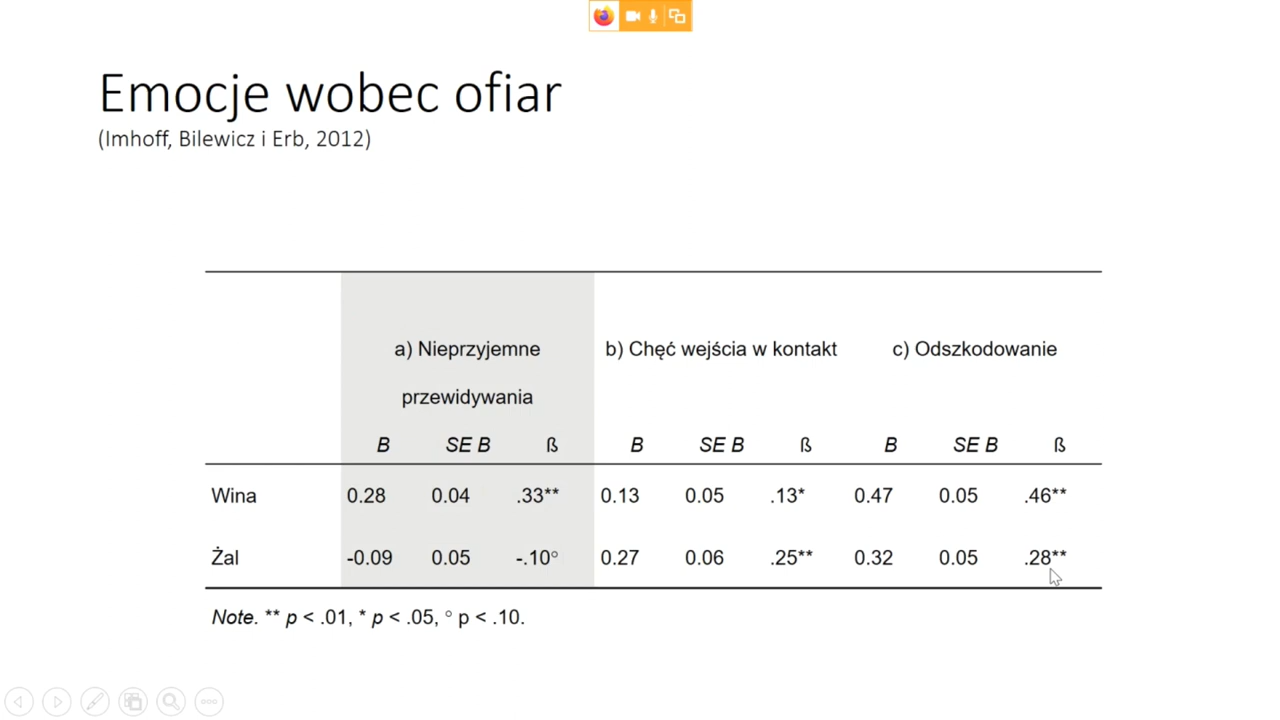 Emocje wobec ofiar
(Imhoff, Bilewicz i Erb, 2012)
a) Nieprzyjemne b) Chęć wejścia w kontakt c) Odszkodowanie
przewidywania
B SE B ß B SE B ß B SE B ß
Wina 0.28 0.04 .33** 0.13 0.05 .13* 0.47 0.05 .46**
Żal -0.09 0.05 -.10° 0.27 0.06 .25** 0.32 0.05 .28**
Note. ** p < .01, * p < .05, ° p < .10.